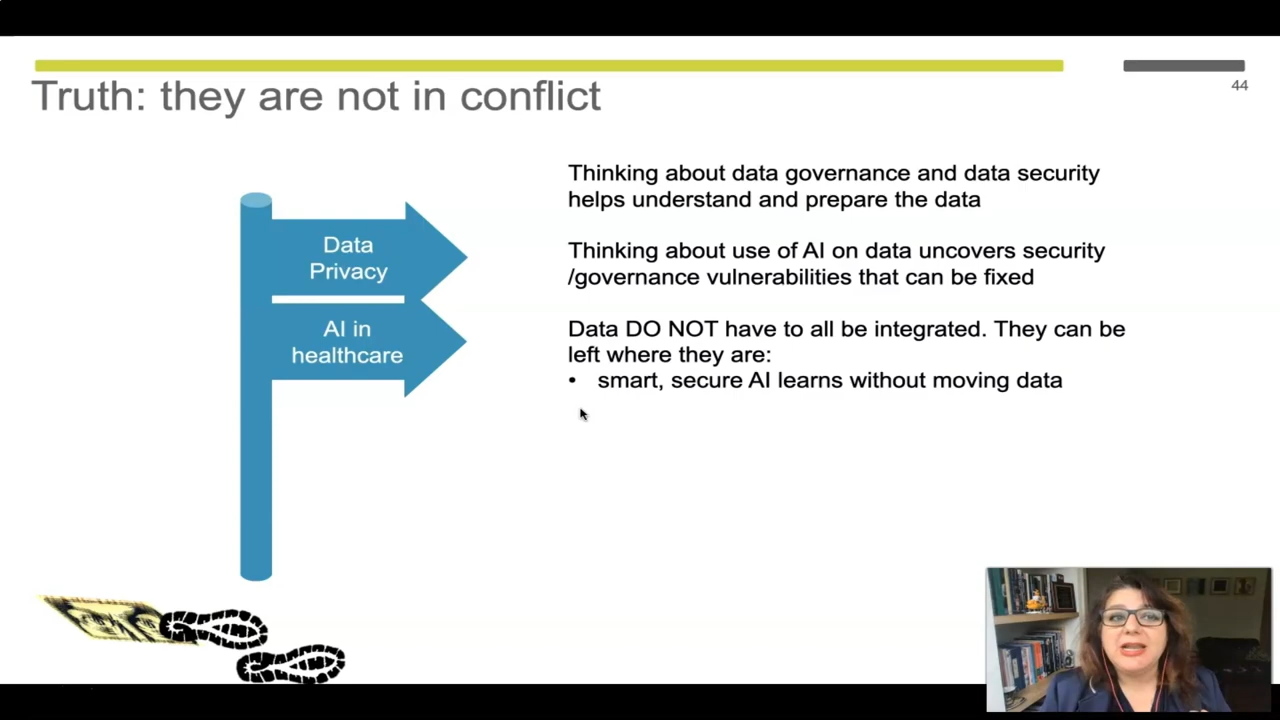 Truth: they are not in conflict
44
Data
Privacy
AI in
healthcare
Thinking about data governance and data security
helps understand and prepare the data
Thinking about use of AI on data uncovers security
/governance vulnerabilities that can be fixed
Data DO NOT have to all be integrated. They can be
left where they are:
• smart, secure AI learns without moving data